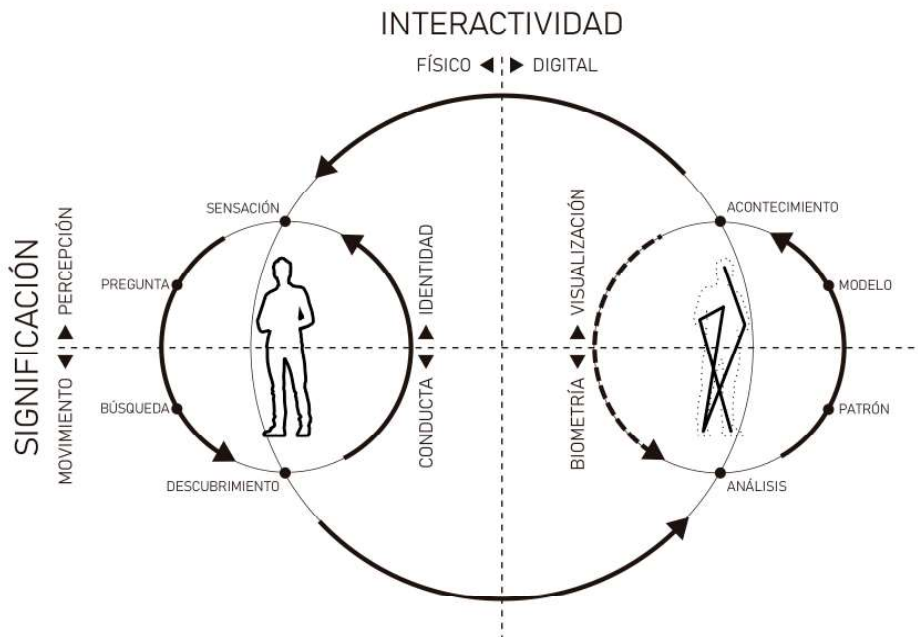 INTERACTIVIDAD
FÍSICO
DIGITAL
SENSACIÓN
ACONTECIMIENTO
SIGNIFICACIÓN
PERCEPCIÓN
MOVIMIENTO
PREGUNTA
BÚSQUEDA
IDENTIDAD
CONDUCTA
VISUALIZACIÓN
BIOMETRÍA
MODELO
PATRÓN
DESCUBRIMIENTO
ANÁLISIS